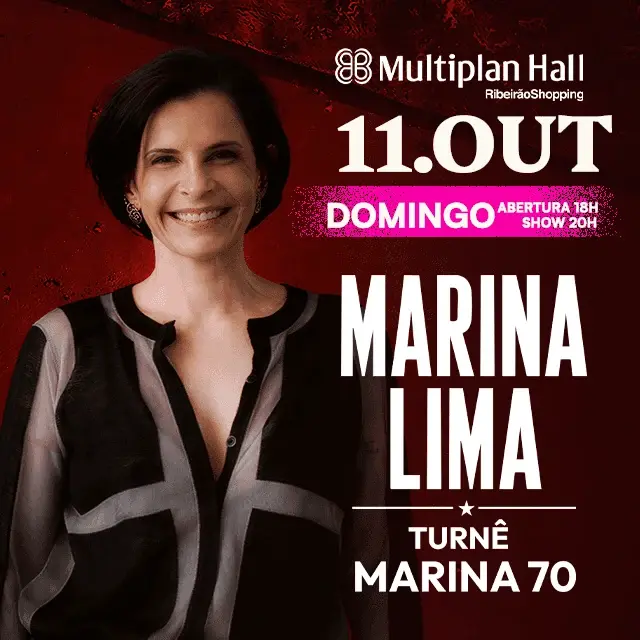 Multiplan Hall
RibeirãoShopping
11.OUT
DOMINGO ABERTURA 18H
SHOW 20H
MARINA
LIMA
TURNÊ
MARINA 70